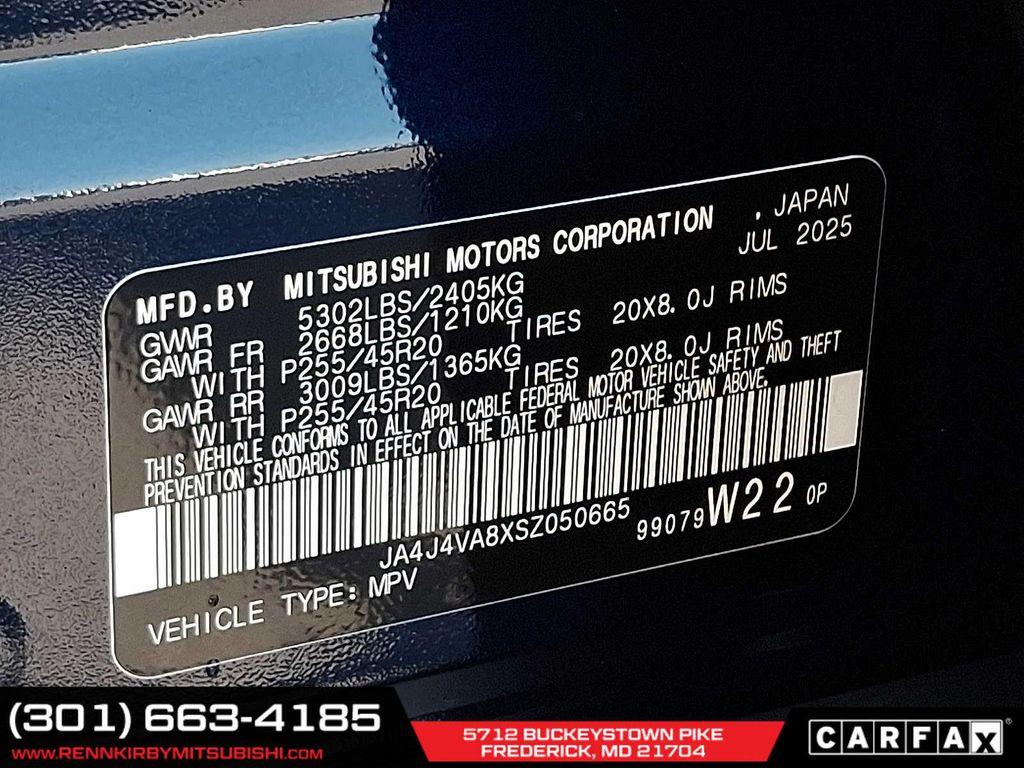 MFD.BY MITSUBISHI MOTORS CORPORATION . JAPAN
JUL 2025
GVWR 5302LBS/2405KG
GAWR FR 2668LBS/1210KG
WITH P255/45R20 TIRES 20X8.0J RIMS
GAWR RR 3009LBS/1365KG
WITH P255/45R20 TIRES 20X8.0J RIMS
THIS VEHICLE CONFORMS TO ALL APPLICABLE FEDERAL MOTOR VEHICLE SAFETY AND THEFT
PREVENTION STANDARDS IN EFFECT ON THE DATE OF MANUFACTURE SHOWN ABOVE.
JA4J4VA8XSZ050665
99079W22 0P
VEHICLE TYPE: MPV
(301) 663-4185
WWW.RENNKIRBYMITSUBISHI.COM
5712 BUCKEYSTOWN PIKE
FREDERICK, MD 21704
CARFAX